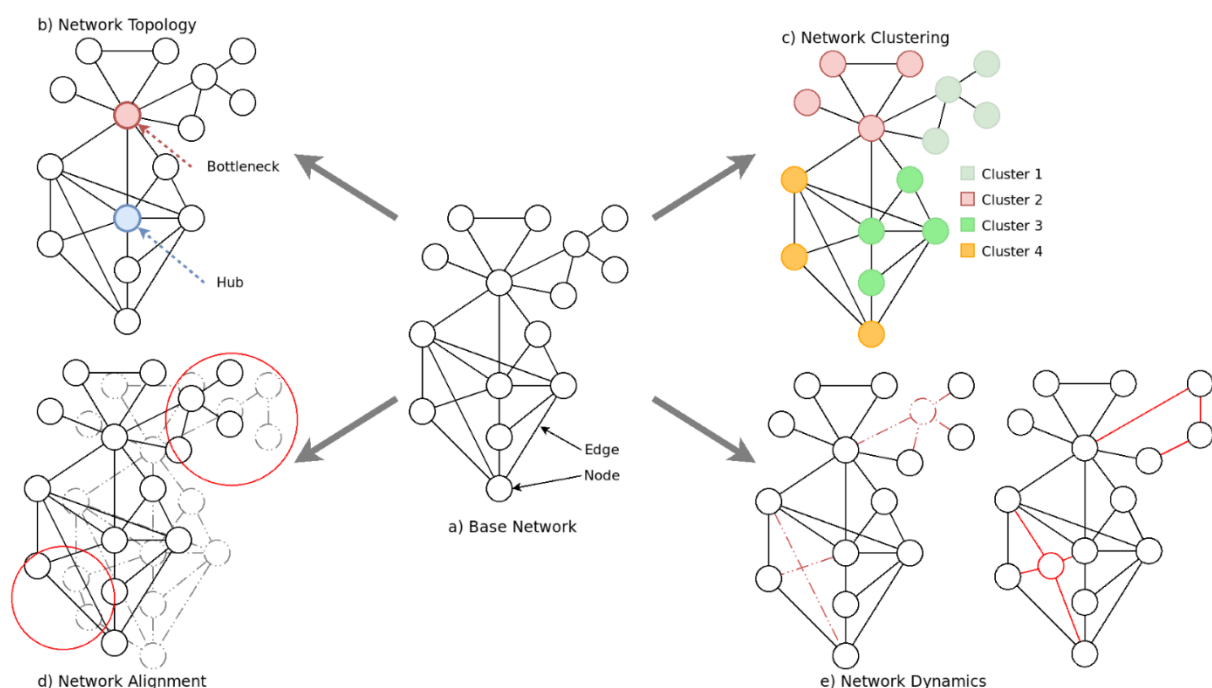 b) Network Topology
Bottleneck
Hub
c) Network Clustering
Cluster 1
Cluster 2
Cluster 3
Cluster 4
Edge
Node
a) Base Network
d) Network Alignment
e) Network Dynamics